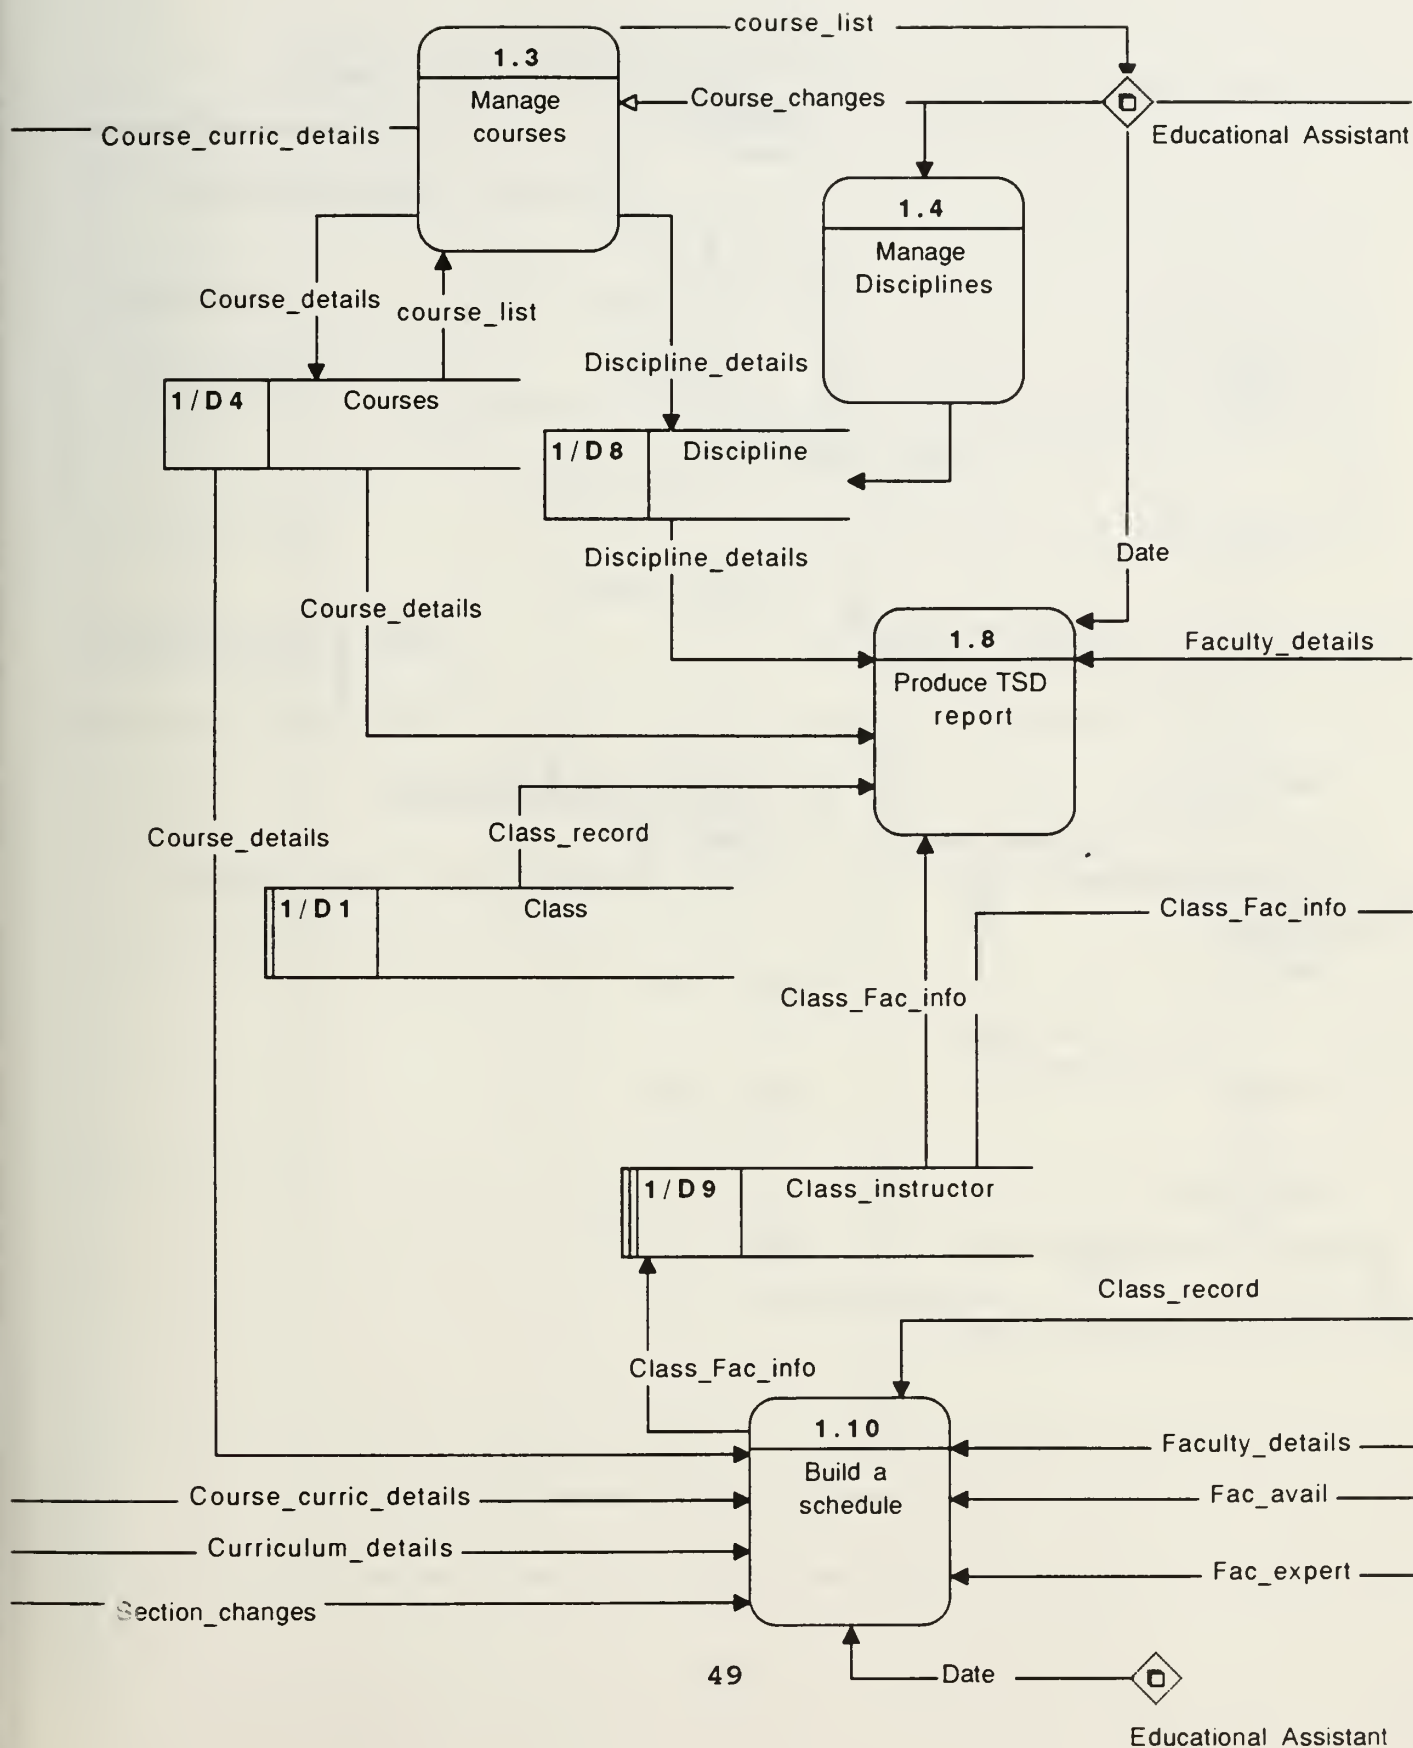 course_list
1.3
Manage
courses
Course_changes
Course_curric_details
Educational Assistant
1.4
Manage
Disciplines
Course_details
course_list
Discipline_details
1/D4
Courses
1/D8
Discipline
Discipline_details
Date
Course_details
1.8
Produce TSD
report
Faculty_details
Course_details
Class_record
1/D1
Class
Class_Fac_info
Class_Fac_info
1/D9
Class_instructor
Class_record
Class_Fac_info
1.10
Build a
schedule
Faculty_details
Course_curric_details
Fac_avail
Curriculum_details
Fac_expert
Section_changes
49
Date
Educational Assistant